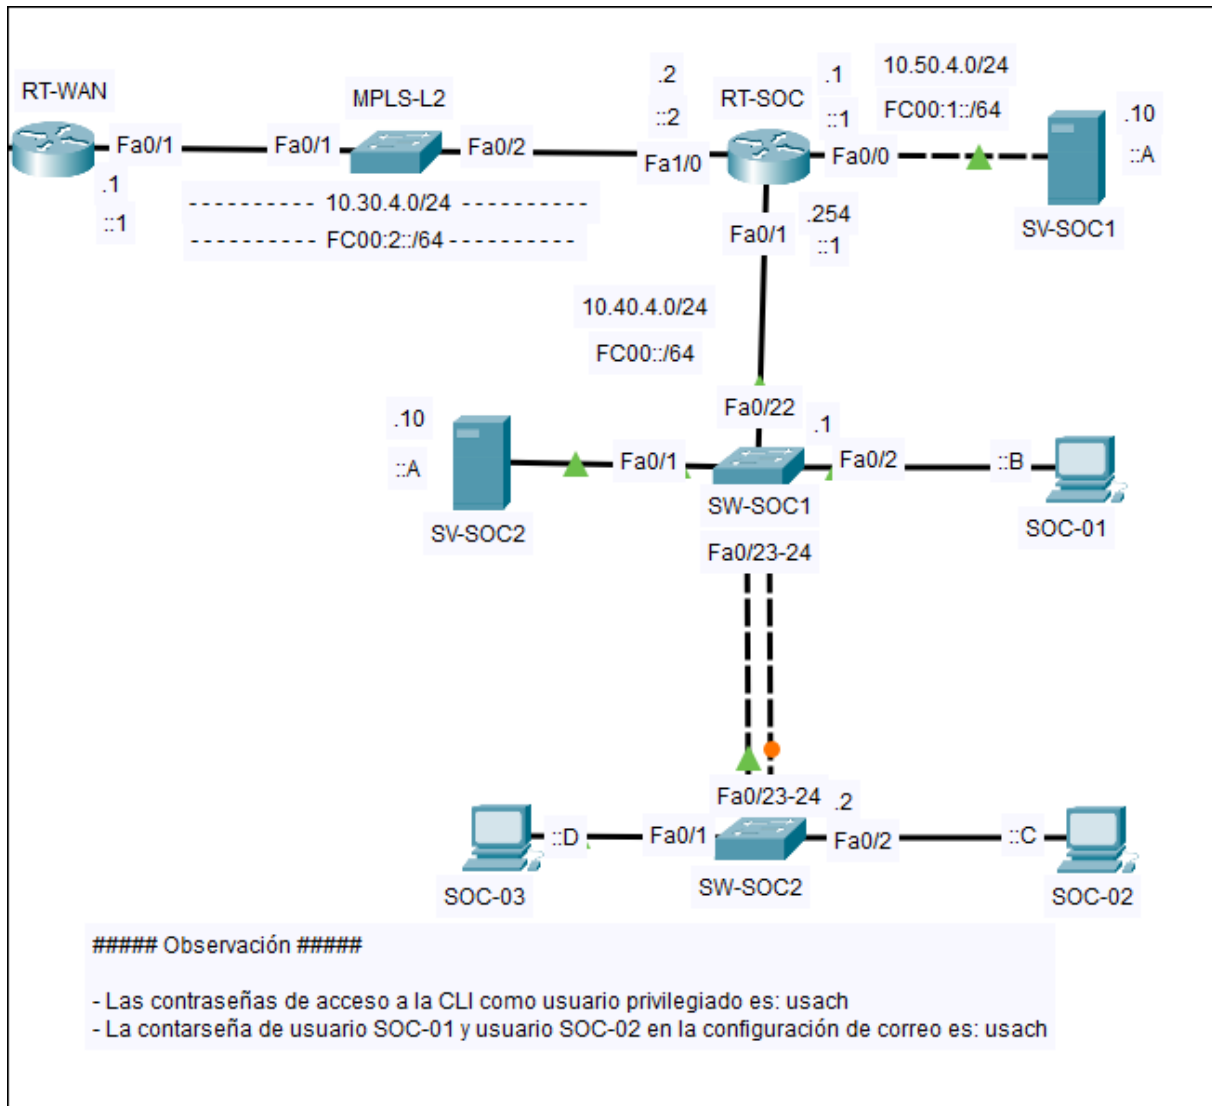 RT-WAN
Fa0/1
.1
::1
Fa0/1
MPLS-L2
Fa0/2
---------- 10.30.4.0/24 ----------
---------- FC00:2::/64 ----------
.2
::2
Fa1/0
RT-SOC
.1
::1
Fa0/0
10.50.4.0/24
FC00:1::/64
.10
::A
SV-SOC1
.254
::1
Fa0/1
10.40.4.0/24
FC00::/64
Fa0/22
.1
.10
::A
SV-SOC2
Fa0/1
SW-SOC1
Fa0/2
::B
SOC-01
Fa0/23-24
Fa0/23-24
.2
SOC-03
::D
Fa0/1
SW-SOC2
Fa0/2
::C
SOC-02
##### Observación #####
- Las contraseñas de acceso a la CLI como usuario privilegiado es: usach
- La contarseña de usuario SOC-01 y usuario SOC-02 en la configuración de correo es: usach